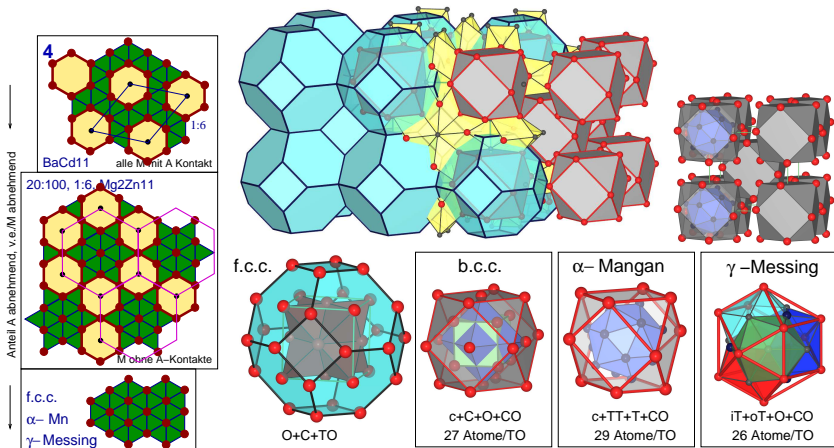 Anteil A abnehmend, v.e./M abnehmend
4
1:6
BaCd11
alle M mit A Kontakt
20:100, 1:6, Mg2Zn11
M ohne A−Kontakte
f.c.c.
α− Mn
γ−Messing
f.c.c.
O+C+TO
b.c.c.
c+C+O+CO
27 Atome/TO
α− Mangan
c+TT+T+CO
29 Atome/TO
γ −Messing
iT+oT+O+CO
26 Atome/TO